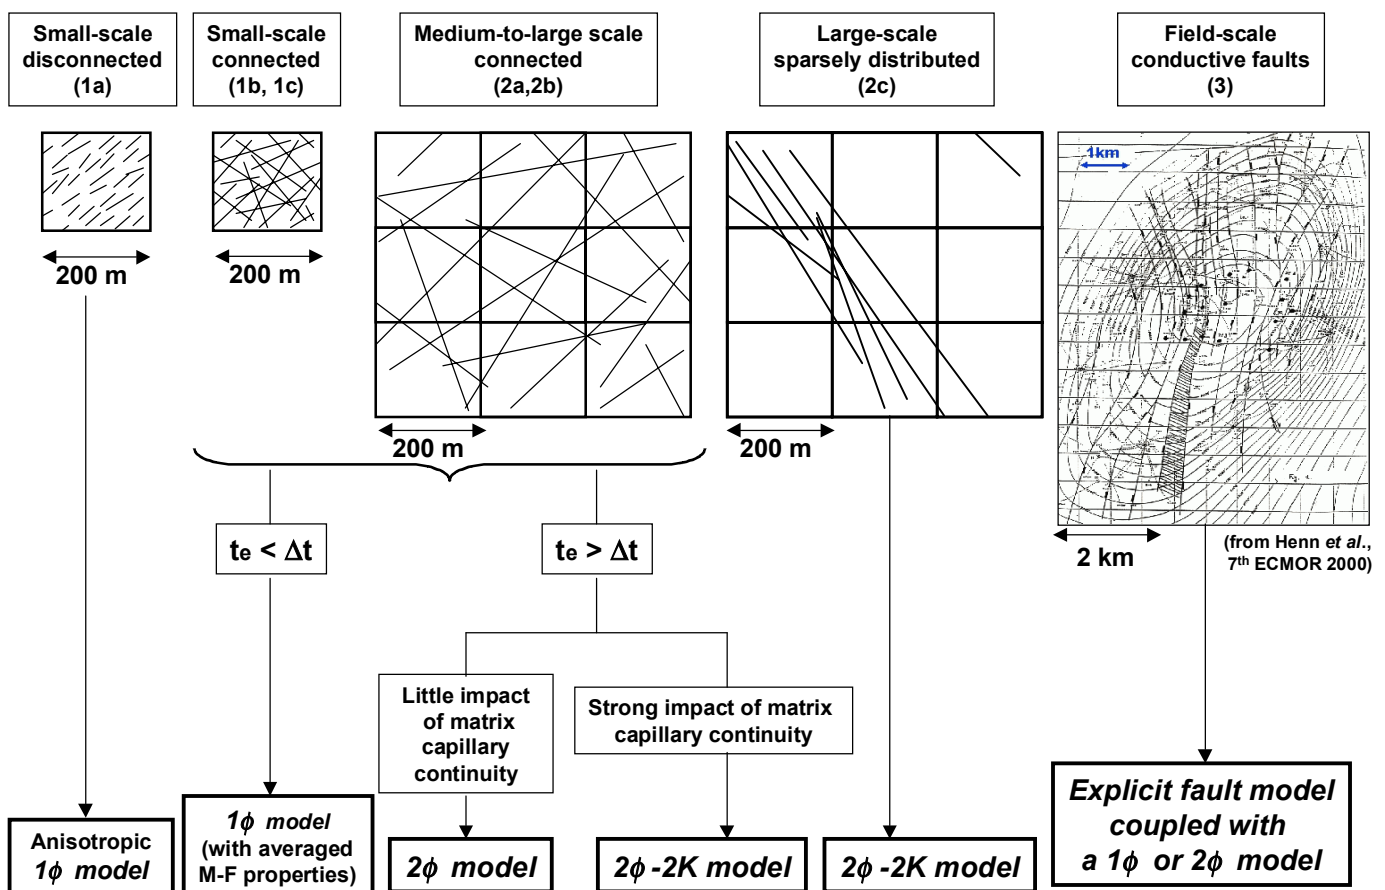 Small-scale
disconnected
(1a)
Small-scale
connected
(1b, 1c)
Medium-to-large scale
connected
(2a,2b)
Large-scale
sparsely distributed
(2c)
Field-scale
conductive faults
(3)
1km
200 m
200 m
200 m
200 m
2 km
(from Henn et al.,
7th ECMOR 2000)
te < Δt
te > Δt
Little impact
of matrix
capillary
continuity
Strong impact of matrix
capillary continuity
Anisotropic
1ϕ model
1ϕ model
(with averaged
M-F properties)
2ϕ model
2ϕ-2K model
2ϕ-2K model
Explicit fault model
coupled with
a 1ϕ or 2ϕ model